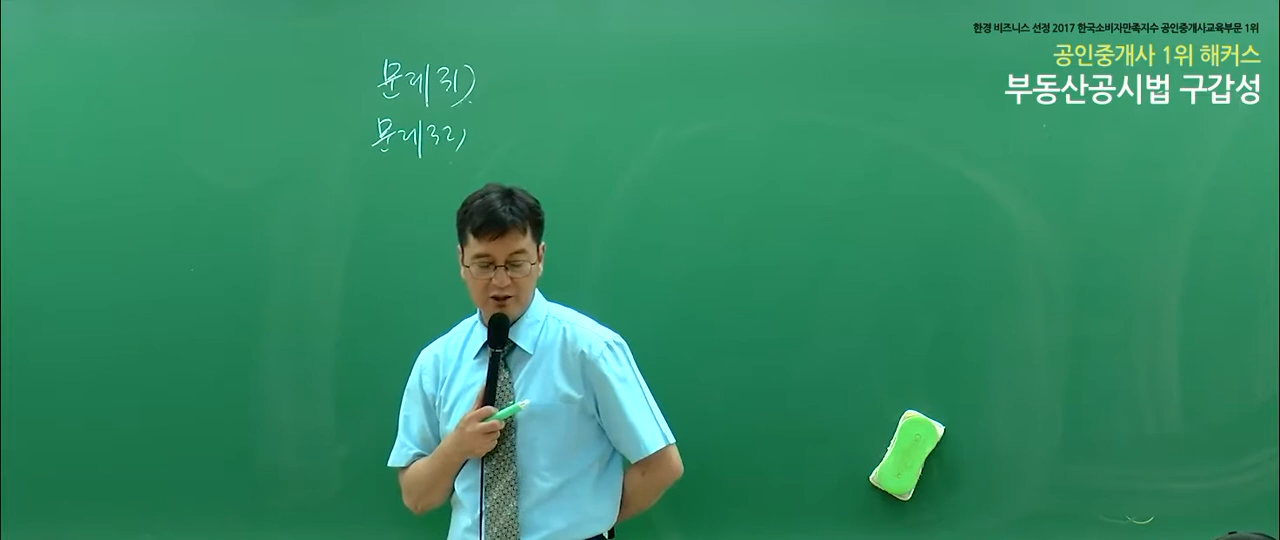 한경 비즈니스 선정 2017 한국소비자만족지수 공인중개사교육부문 1위
공인중개사 1위 해커스
부동산공시법 구갑성
문제31)
문제32)